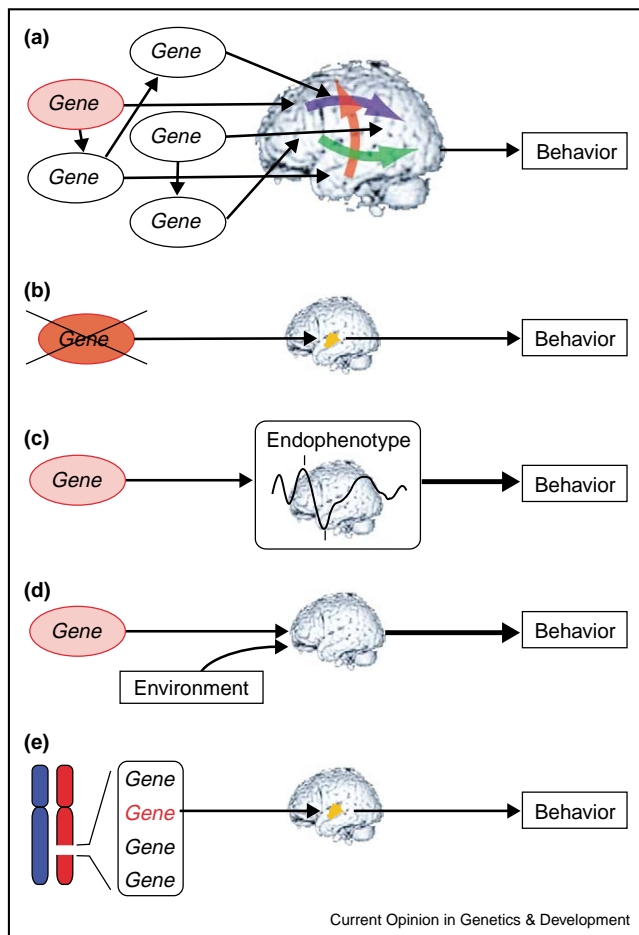 (a)
Gene
Gene
Gene
Gene
Gene
Behavior
(b)
Gene
Behavior
(c)
Gene
Endophenotype
Behavior
(d)
Gene
Environment
Behavior
(e)
Gene
Gene
Gene
Gene
Behavior
Current Opinion in Genetics & Development